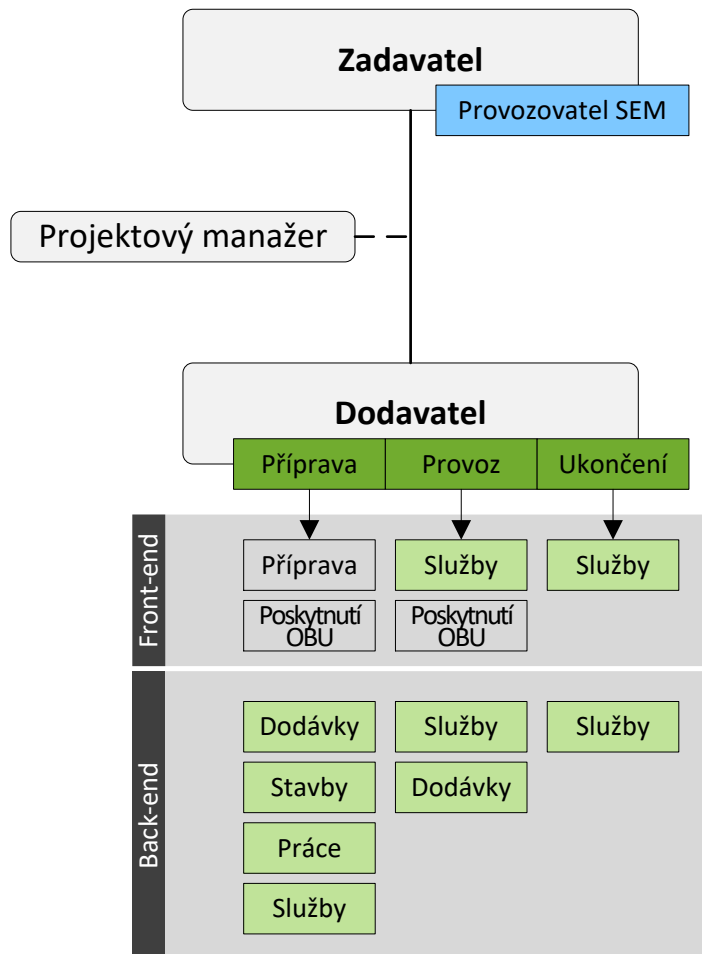 Zadavatel
Provozovatel SEM
Projektový manažer
Dodavatel
Příprava
Provoz
Ukončení
Front-end
Příprava
Služby
Služby
Poskytnutí
OBU
Poskytnutí
OBU
Back-end
Dodávky
Služby
Služby
Stavby
Dodávky
Práce
Služby